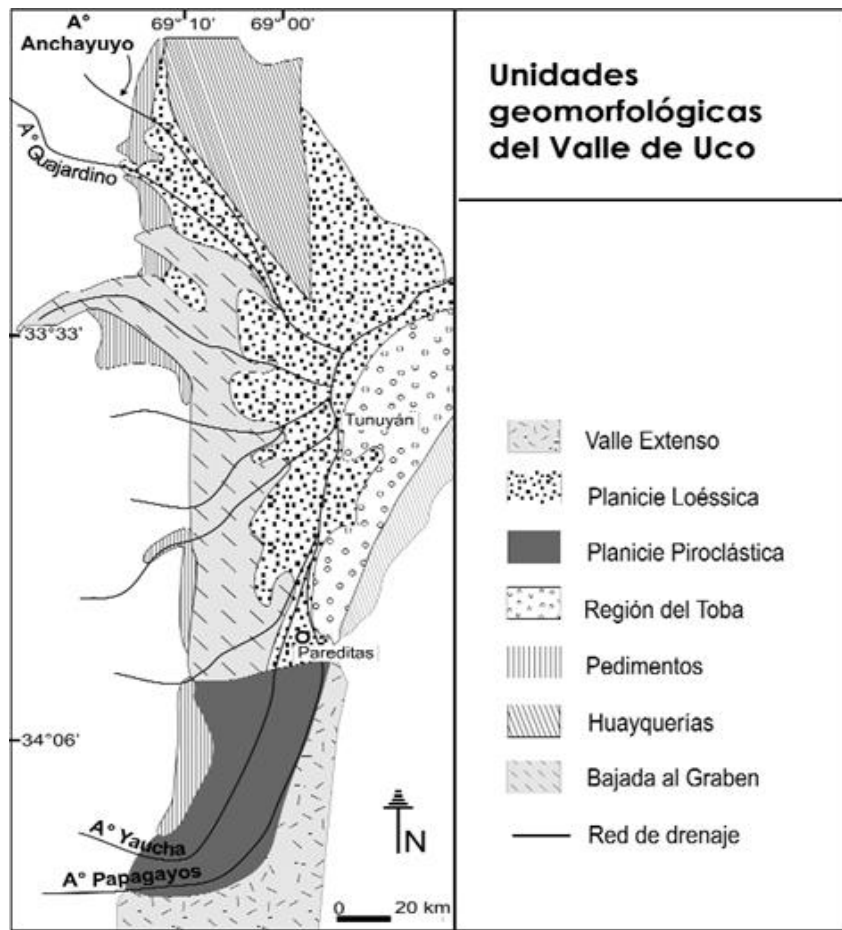 69°10' 69°00'
A°
Anchayuyo
A° Guajardino
33°33'
Tunuyán
Pareditas
34°06'
A° Yaucha
A° Papagayos
N
0 20 km
Unidades
geomorfológicas
del Valle de Uco
Valle Extenso
Planicie Loéssica
Planicie Piroclástica
Región del Toba
Pedimentos
Huayquerías
Bajada al Graben
Red de drenaje